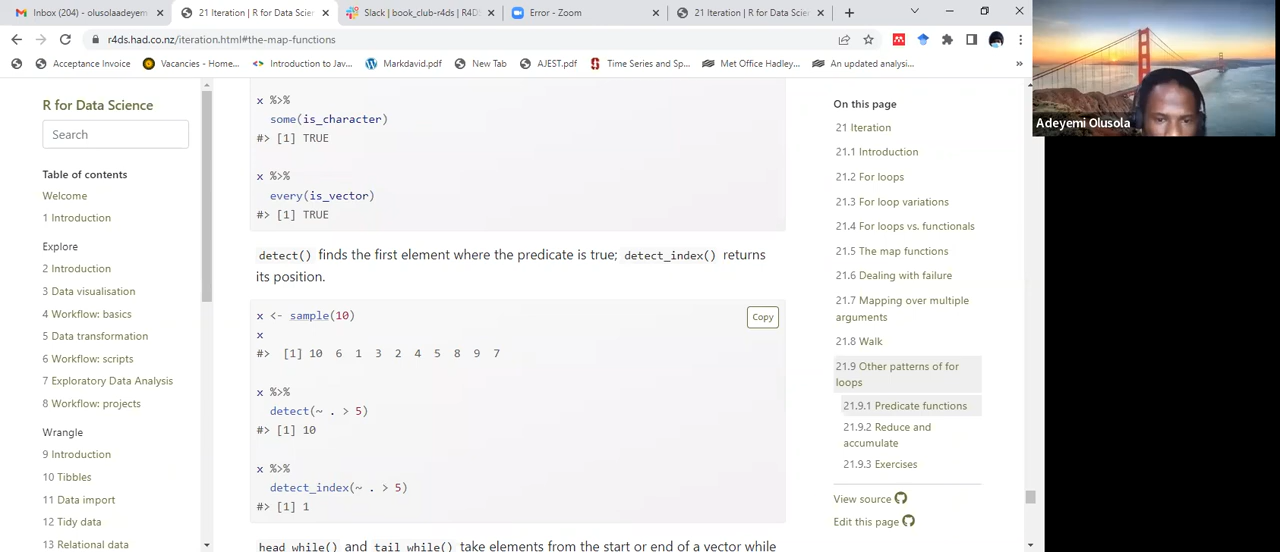 Inbox (204) – olusolaadeyem
21 Iteration | R for Data Science
Slack | book_club-r4ds | R4D
Error - Zoom
21 Iteration | R for Data Scienc
r4ds.had.co.nz/iteration.html#the-map-functions
Acceptance Invoice
Vacancies - Home...
Introduction to Jav...
Markdavid.pdf
New Tab
AJEST.pdf
Time Series and Sp...
Met Office Hadley...
An updated analysi...
R for Data Science
Search
Table of contents
Welcome
1 Introduction
Explore
2 Introduction
3 Data visualisation
4 Workflow: basics
5 Data transformation
6 Workflow: scripts
7 Exploratory Data Analysis
8 Workflow: projects
Wrangle
9 Introduction
10 Tibbles
11 Data import
12 Tidy data
13 Relational data
x %>%
some(is_character)
#> [1] TRUE
x %>%
every(is_vector)
#> [1] TRUE
detect() finds the first element where the predicate is true; detect_index() returns
its position.
Copy
x <- sample(10)
x
#> [1] 10 6 1 3 2 4 5 8 9 7
x %>%
detect(~ . > 5)
#> [1] 10
x %>%
detect_index(~ . > 5)
#> [1] 1
head_while() and tail_while() take elements from the start or end of a vector while
On this page
21 Iteration
21.1 Introduction
21.2 For loops
21.3 For loop variations
21.4 For loops vs. functionals
21.5 The map functions
21.6 Dealing with failure
21.7 Mapping over multiple
arguments
21.8 Walk
21.9 Other patterns of for
loops
21.9.1 Predicate functions
21.9.2 Reduce and
accumulate
21.9.3 Exercises
View source
Edit this page
Adeyemi Olusola